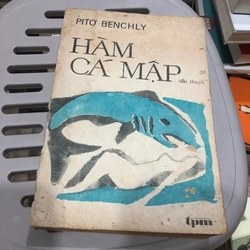 PITƠ BENCHLY
HÀM
CÁ MẬP
tiểu thuyết
tpm